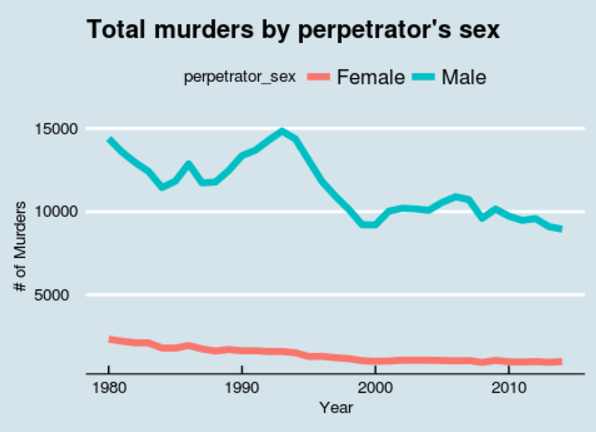 Total murders by perpetrator's sex
perpetrator_sex Female Male
15000
10000
5000
# of Murders
1980 1990 2000 2010
Year